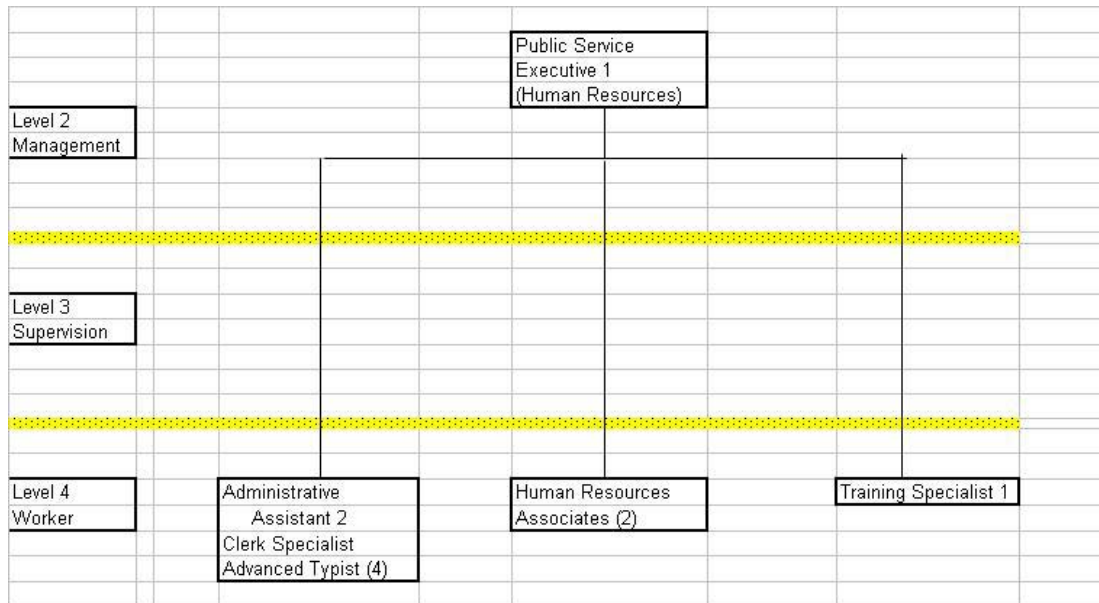 Public Service
Executive 1
(Human Resources)
Level 2
Management
Level 3
Supervision
Level 4
Worker
Administrative
Assistant 2
Clerk Specialist
Advanced Typist (4)
Human Resources
Associates (2)
Training Specialist 1